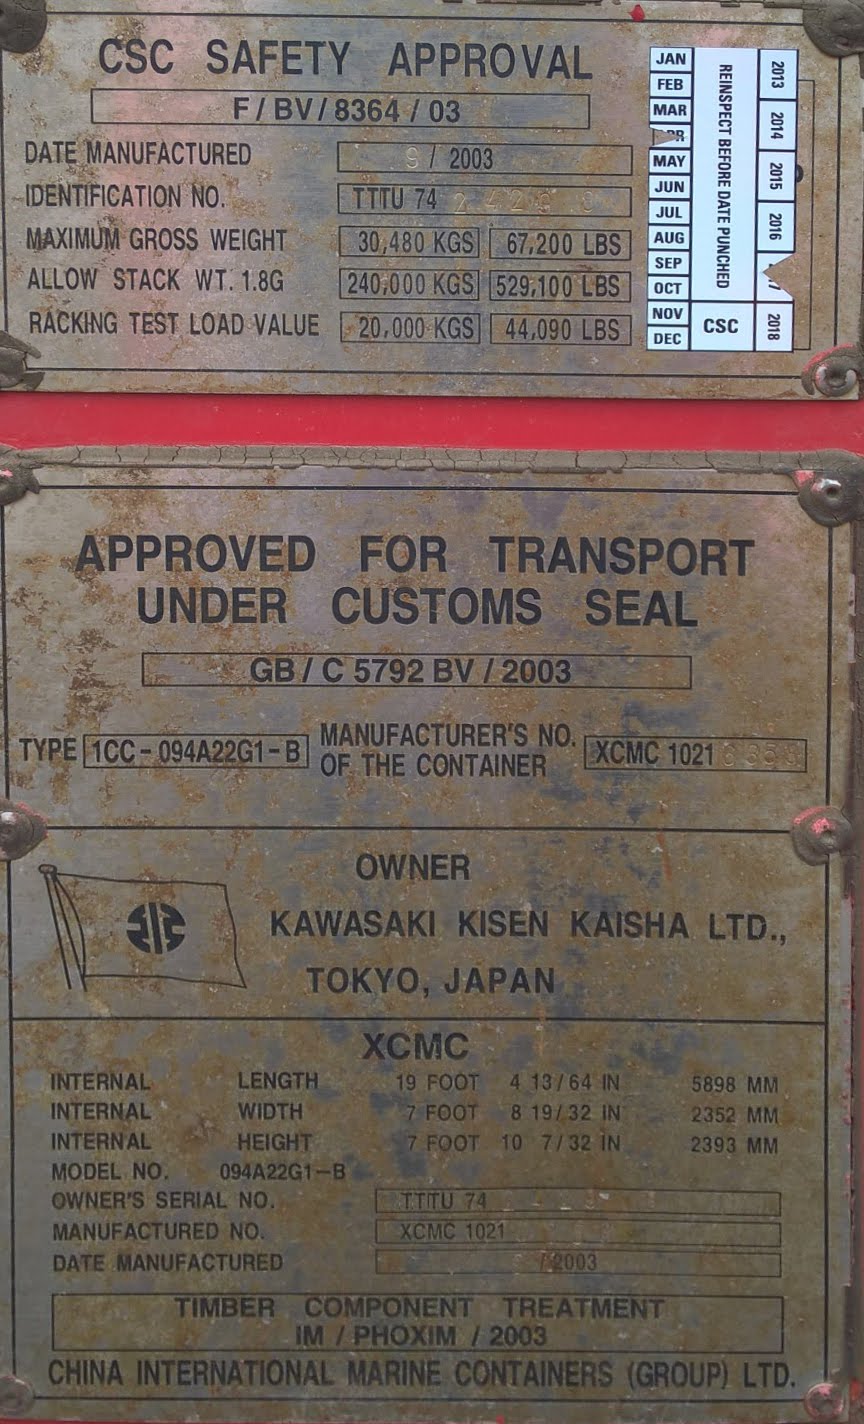 CSC SAFETY APPROVAL
F / BV / 8364 / 03
DATE MANUFACTURED 9 / 2003
IDENTIFICATION NO. TTTU 74
MAXIMUM GROSS WEIGHT 30,480 KGS 67,200 LBS
ALLOW STACK WT. 1.8G 240,000 KGS 529,100 LBS
RACKING TEST LOAD VALUE 20,000 KGS 44,090 LBS
JAN
FEB
MAR
MAY
JUN
JUL
AUG
SEP
OCT
NOV
DEC
REINSPECT BEFORE DATE PUNCHED
CSC
2013
2014
2015
2016
2018
APPROVED FOR TRANSPORT
UNDER CUSTOMS SEAL
GB / C 5792 BV / 2003
TYPE 1CC - 094A22G1 - B
MANUFACTURER'S NO.
OF THE CONTAINER
XCMC 1021
OWNER
KAWASAKI KISEN KAISHA LTD.,
TOKYO, JAPAN
XCMC
INTERNAL LENGTH 19 FOOT 4 13/64 IN 5898 MM
INTERNAL WIDTH 7 FOOT 8 19/32 IN 2352 MM
INTERNAL HEIGHT 7 FOOT 10 7/32 IN 2393 MM
MODEL NO. 094A22G1-B
OWNER'S SERIAL NO. TTTU 74
MANUFACTURED NO. XCMC 1021
DATE MANUFACTURED /2003
TIMBER COMPONENT TREATMENT
IM / PHOXIM / 2003
CHINA INTERNATIONAL MARINE CONTAINERS (GROUP) LTD.